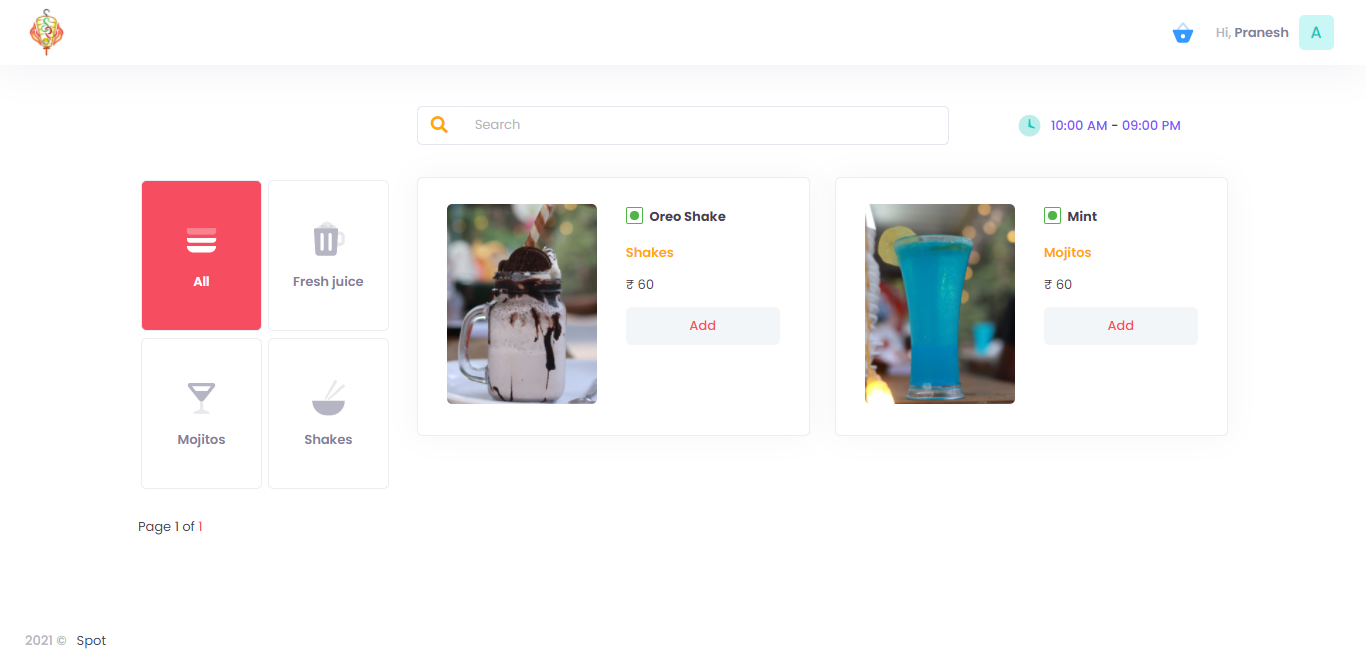 Hi, Pranesh A
Search
10:00 AM - 09:00 PM
All
Fresh juice
Mojitos
Shakes
Oreo Shake
Shakes
₹ 60
Add
Mint
Mojitos
₹ 60
Add
Page 1 of 1
2021 © Spot